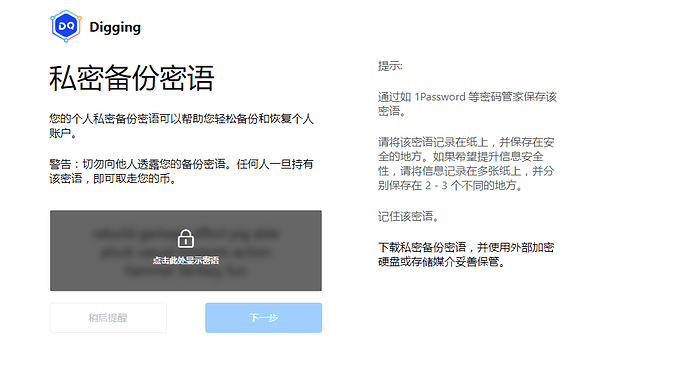 DQ
Digging
私密备份密语
您的个人私密备份密语可以帮助您轻松备份和恢复个人
账户。
警告：切勿向他人透露您的备份密语。任何人一旦持有
该密语，即可取走您的币。
点击此处显示密语
稍后提醒
下一步
提示:
通过如 1Password 等密码管家保存该
密语。
请将该密语记录在纸上，并保存在安
全的地方。如果希望提升信息安全
性，请将信息记录在多张纸上，并分
别保存在 2 - 3 个不同的地方。
记住该密语。
下载私密备份密语，并使用外部加密
硬盘或存储媒介妥善保管。